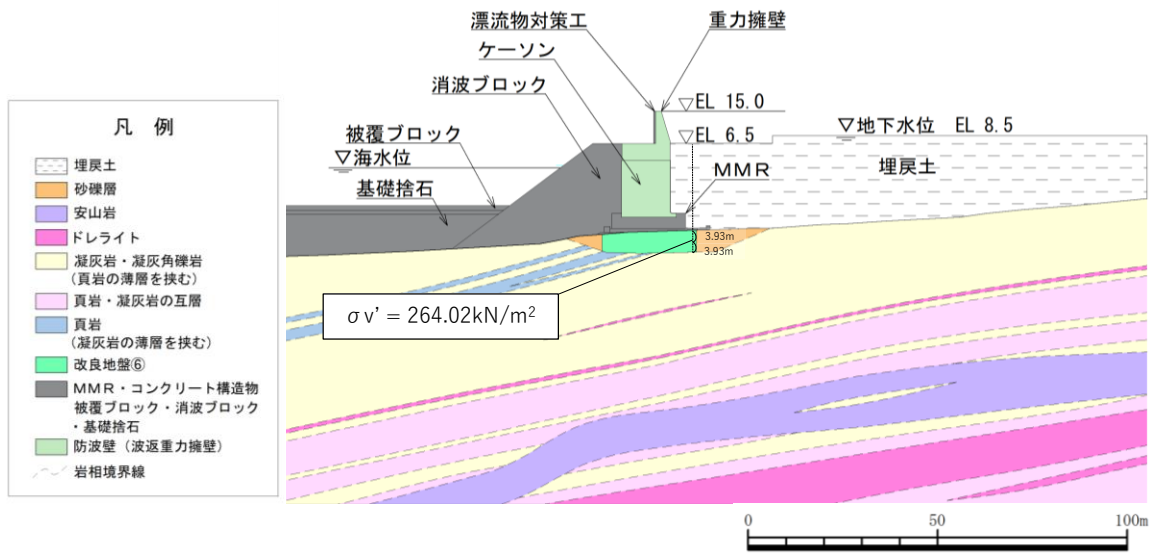 漂流物対策工
重力擁壁
ケーソン
消波ブロック
▽EL 15.0
被覆ブロック
▽EL 6.5
▽地下水位 EL 8.5
▽海水位
MMR
埋戻土
基礎捨石
3.93m
3.93m
σv’ = 264.02kN/m²
凡 例
埋戻土
砂礫層
安山岩
ドレライト
凝灰岩・凝灰角礫岩
(頁岩の薄層を挟む)
頁岩・凝灰岩の互層
頁岩
(凝灰岩の薄層を挟む)
改良地盤⑥
MMR・コンクリート構造物
被覆ブロック・消波ブロック
・基礎捨石
防波壁(波返重力擁壁)
岩相境界線
0 50 100m